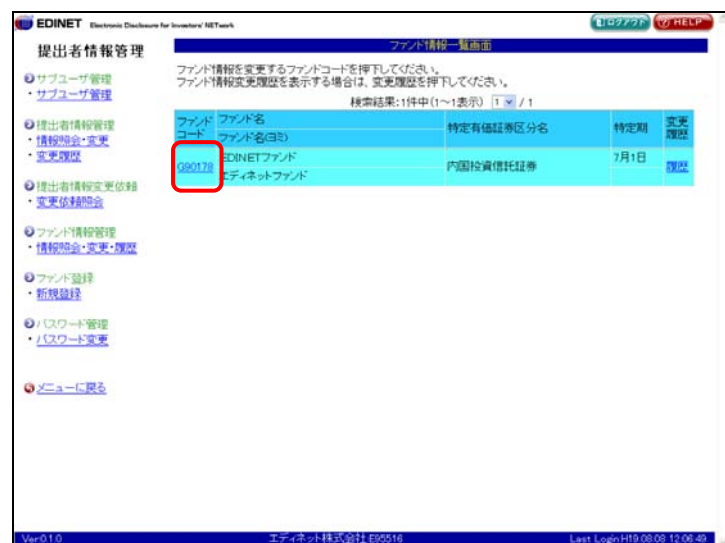 EDINET Electronic Disclosure for Investors' NETwork
ログアウト HELP
提出者情報管理
サブユーザ管理
・サブユーザ管理
提出者情報管理
・情報照会・変更
・変更履歴
提出者情報変更依頼
・変更依頼照会
ファンド情報管理
・情報照会・変更・履歴
ファンド登録
・新規登録
パスワード管理
・パスワード変更
メニューに戻る
ファンド情報一覧画面
ファンド情報を変更するファンドコードを押下してください。
ファンド情報変更履歴を表示する場合は、変更履歴を押下してください。
検索結果:1件中(1~1表示) 1 / 1
ファンドコード ファンド名 特定有価証券区分名 特定期 変更履歴
ファンド名(ヨミ)
G90178 EDINETファンド 内国投資信託証券 7月1日 履歴
エディネットファンド
Ver0.1.0 エディネット株式会社 E95516 Last Login:H19.08.08 12:06:49